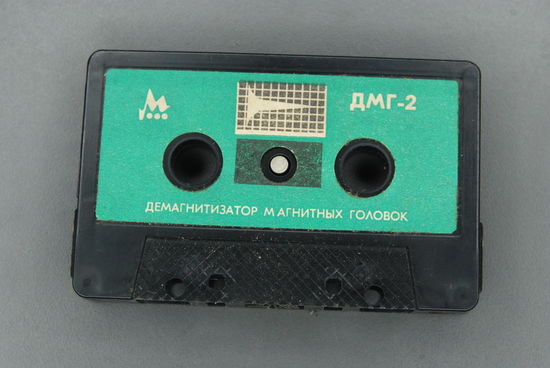 ДМГ-2
ДЕМАГНИТИЗАТОР МАГНИТНЫХ ГОЛОВОК